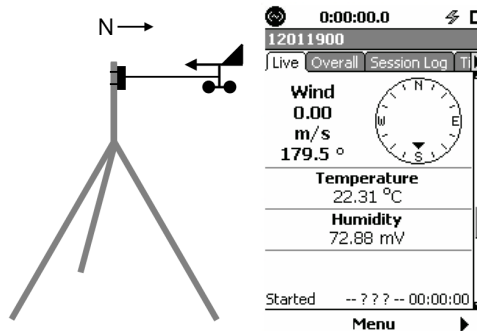 N
0:00:00.0
12011900
Live Overall Session Log Ti
Wind
0.00
m/s
179.5 °
N
W E
S
Temperature
22.31 °C
Humidity
72.88 mV
Started -- ? ? ? -- 00:00:00
Menu